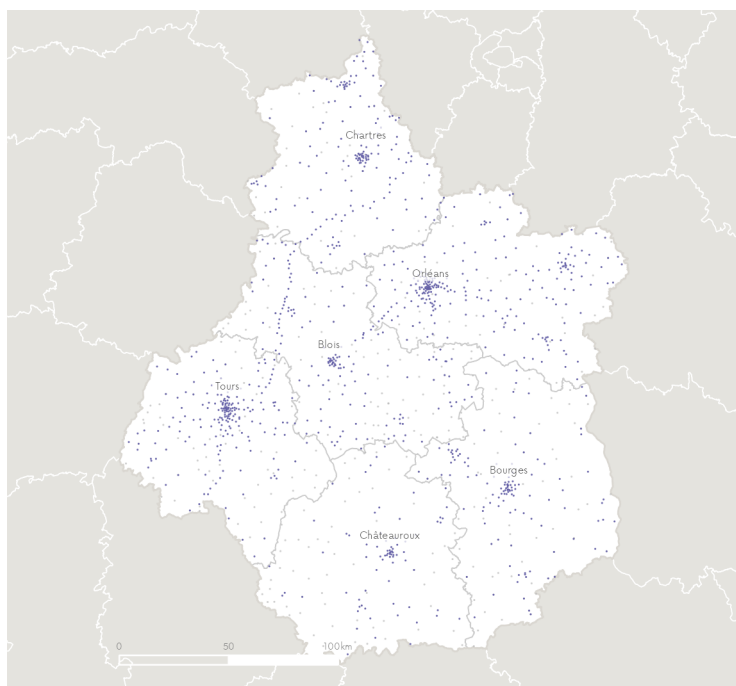 Chartres
Orléans
Blois
Tours
Bourges
Châteauroux
0 50 100km